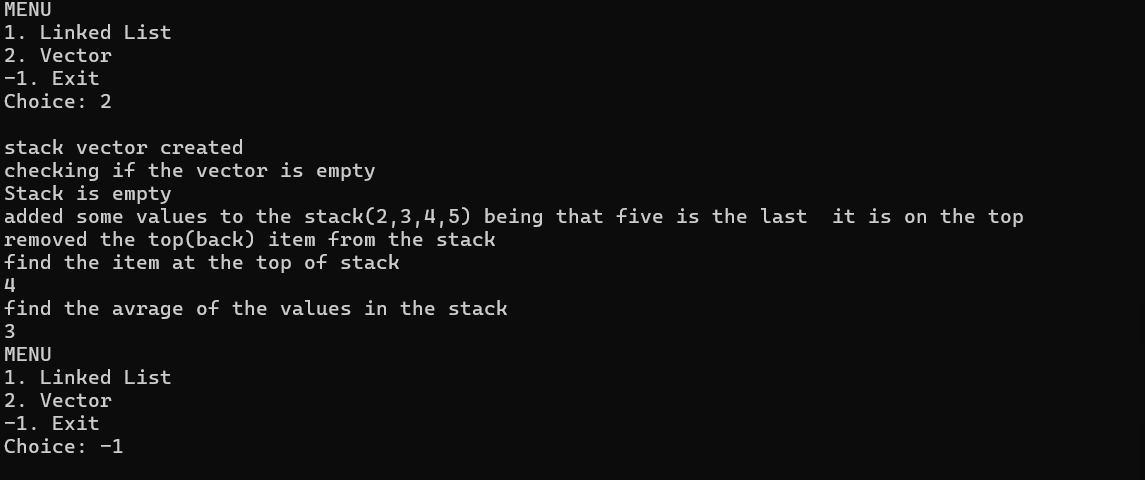 MENU
1. Linked List
2. Vector
-1. Exit
Choice: 2

stack vector created
checking if the vector is empty
Stack is empty
added some values to the stack(2,3,4,5) being that five is the last  it is on the top
removed the top(back) item from the stack
find the item at the top of stack
4
find the avrage of the values in the stack
3
MENU
1. Linked List
2. Vector
-1. Exit
Choice: -1